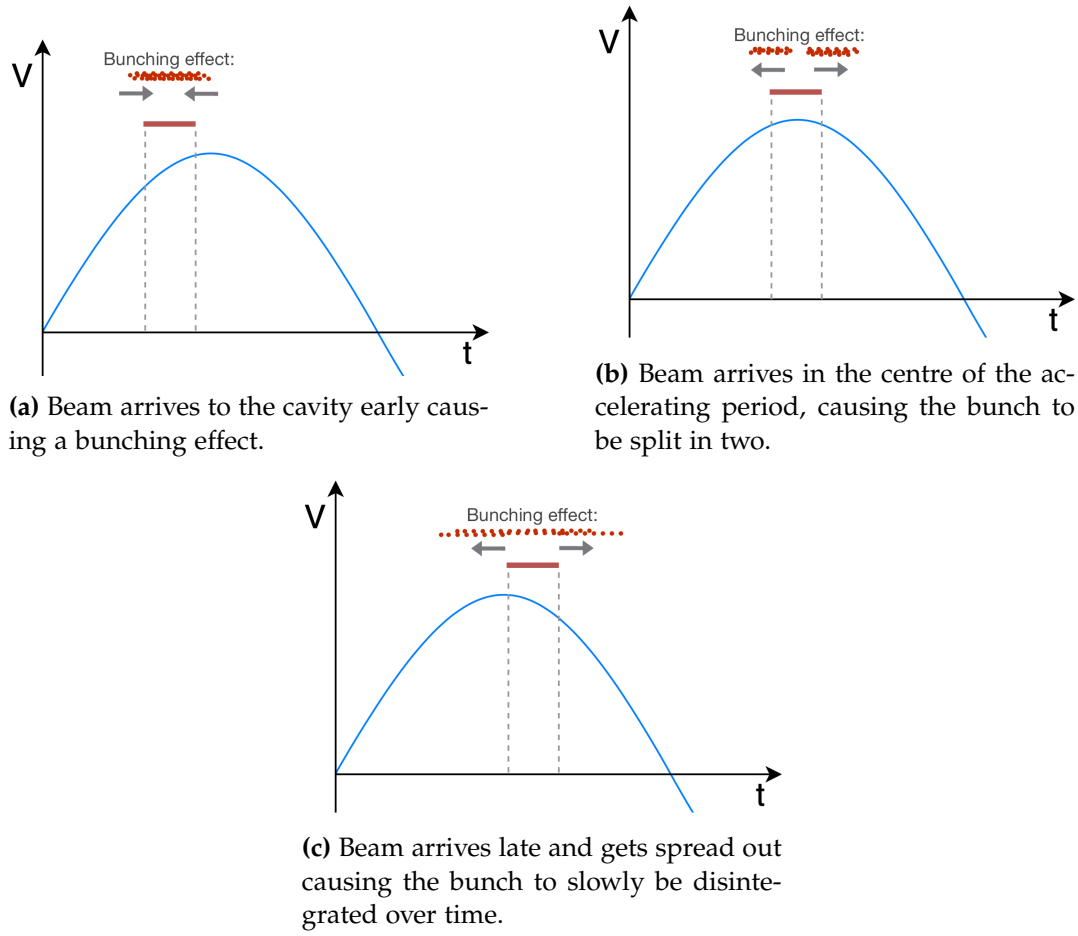 Bunching effect:
V
t
(a) Beam arrives to the cavity early caus-
ing a bunching effect.
Bunching effect:
V
t
(b) Beam arrives in the centre of the ac-
celerating period, causing the bunch to
be split in two.
Bunching effect:
V
t
(c) Beam arrives late and gets spread out
causing the bunch to slowly be disinte-
grated over time.